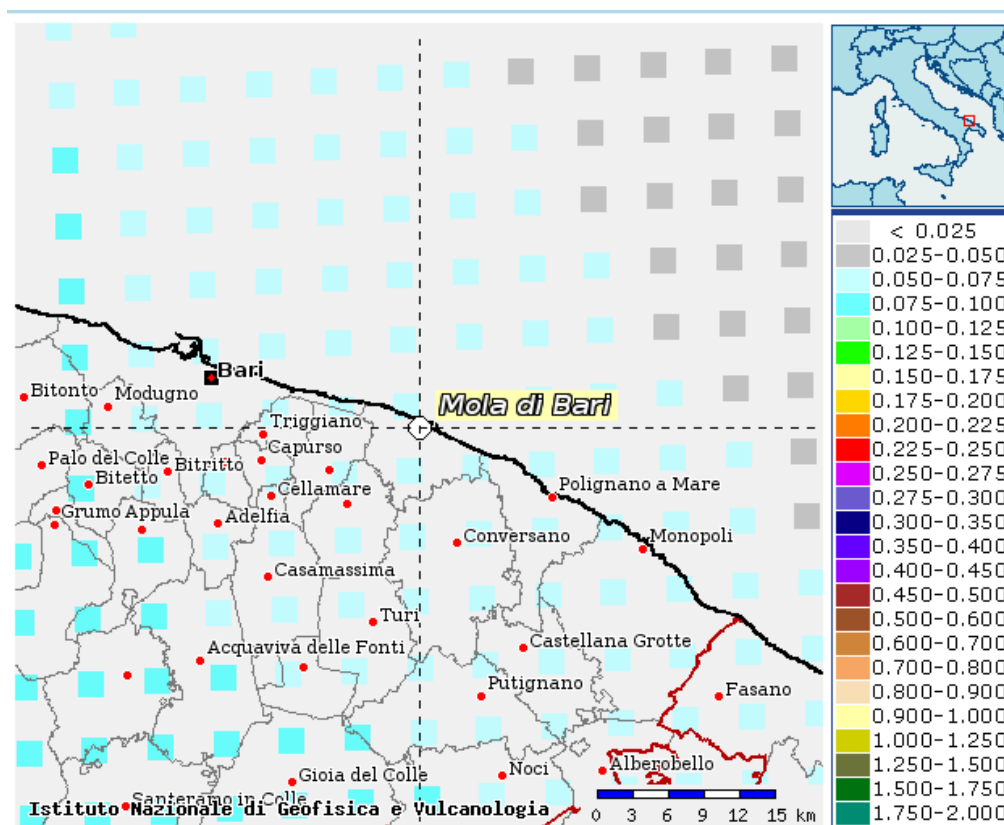 Bari
Bitonto
Modugno
Mola di Bari
Triggiano
Capurso
Palo del Colle
Bitritto
Bitetto
Cellamare
Polignano a Mare
Grumo Appula
Adelfia
Conversano
Monopoli
Casamassima
Turi
Acquaviva delle Fonti
Castellana Grotte
Putignano
Fasano
Alberobello
Noci
Gioia del Colle
Santeramo in Colle
Istituto Nazionale di Geofisica e Vulcanologia
0 3 6 9 12 15 km
< 0.025
0.025-0.050
0.050-0.075
0.075-0.100
0.100-0.125
0.125-0.150
0.150-0.175
0.175-0.200
0.200-0.225
0.225-0.250
0.250-0.275
0.275-0.300
0.300-0.350
0.350-0.400
0.400-0.450
0.450-0.500
0.500-0.600
0.600-0.700
0.700-0.800
0.800-0.900
0.900-1.000
1.000-1.250
1.250-1.500
1.500-1.750
1.750-2.000